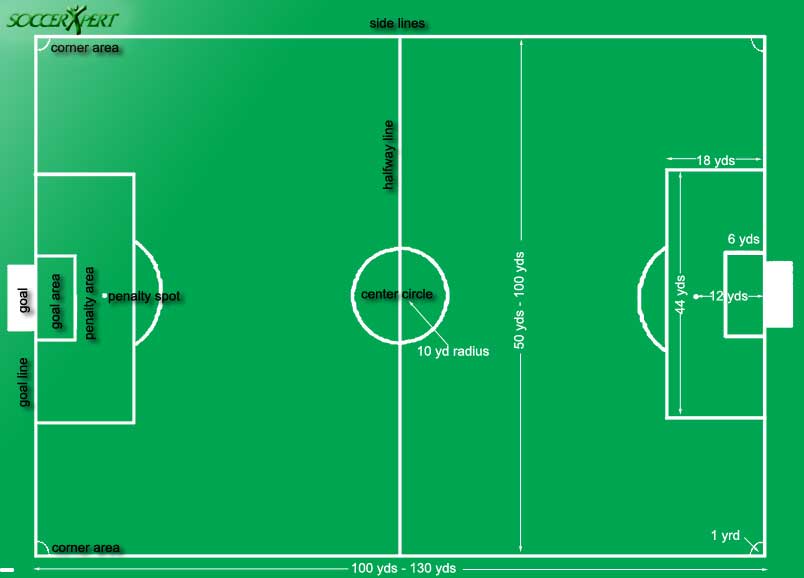 SOCCERXPERT
side lines
corner area
halfway line
18 yds
6 yds
goal
goal area
penalty area
penalty spot
center circle
50 yds - 100 yds
44 yds
12 yds
10 yd radius
goal line
corner area
1 yrd
100 yds - 130 yds